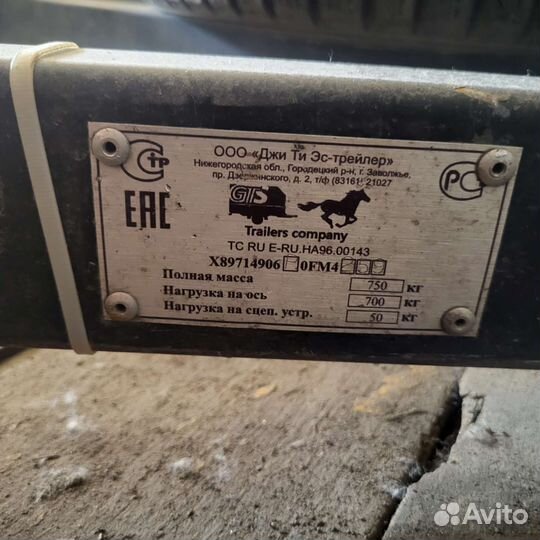 ООО «Джи Ти Эс-трейлер»
Нижегородская обл., Городецкий р-н, г. Заволжье,
пр. Дзержинского, д. 2, т/ф (83161) 21027
EAC
РС
GTS
Trailers company
ТС RU E-RU.НА96.00143
X89714906 0FM4
Полная масса 750 кг
Нагрузка на ось 700 кг
Нагрузка на сцеп. устр. 50 кг
Avito